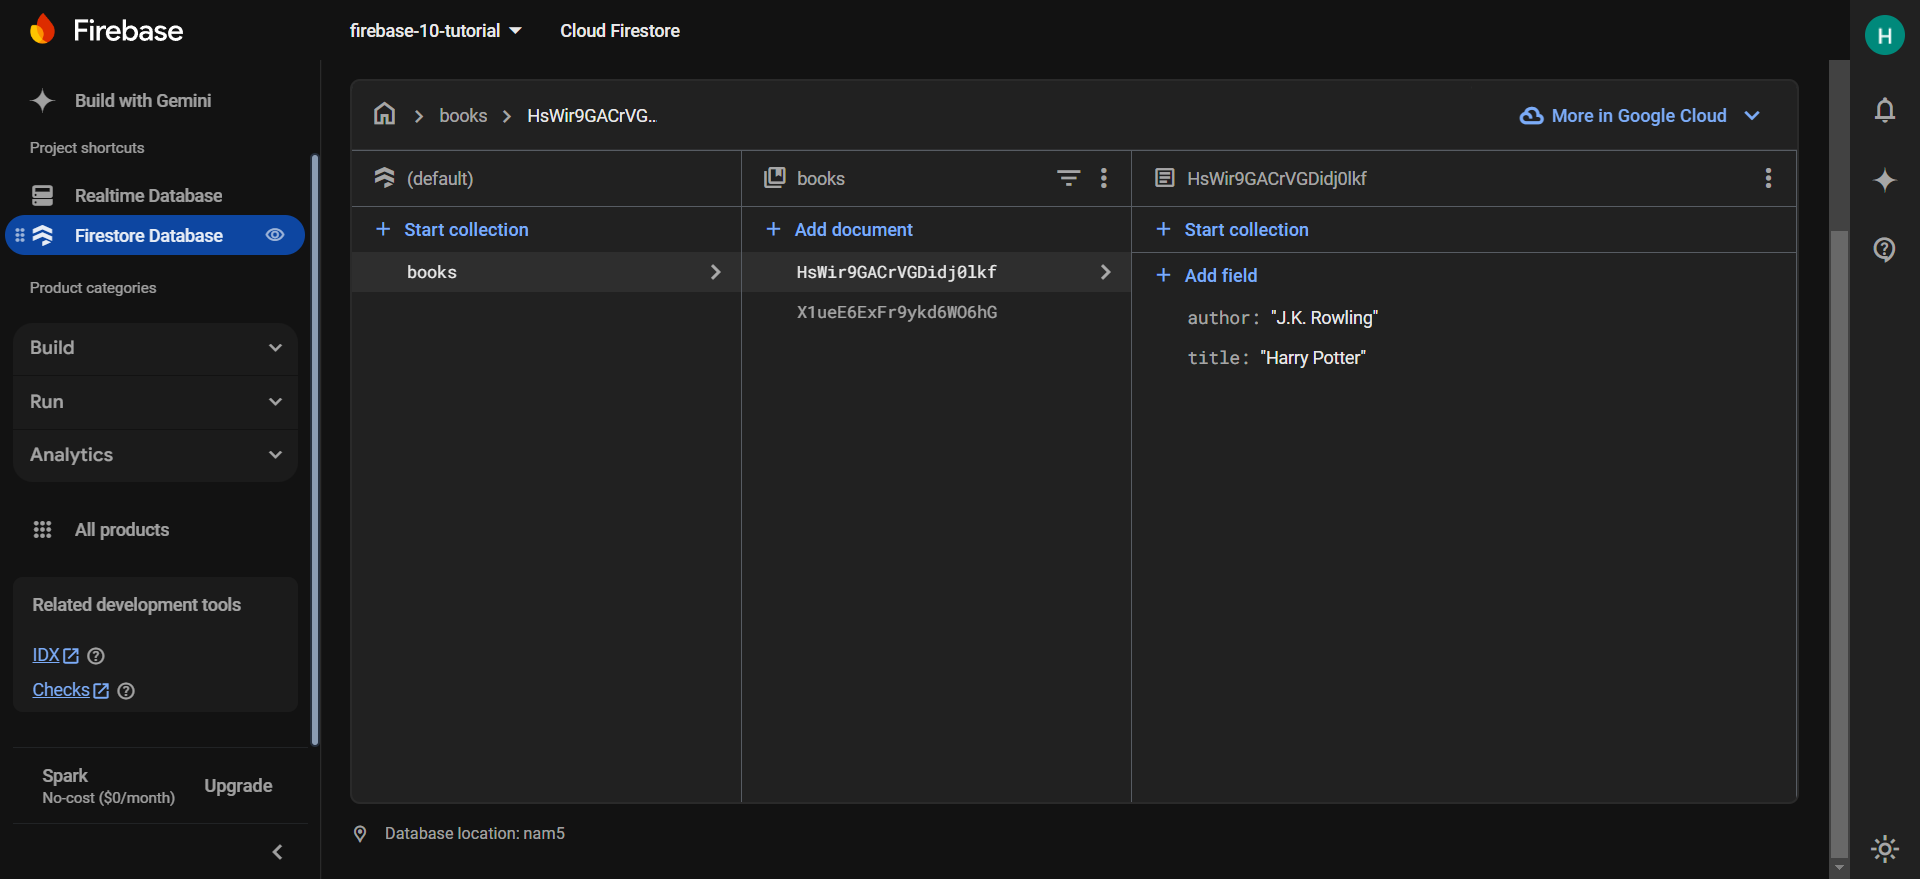 Firebase
firebase-10-tutorial
Cloud Firestore
H
Build with Gemini
Project shortcuts
Realtime Database
Firestore Database
Product categories
Build
Run
Analytics
All products
Related development tools
IDX
Checks
Spark
No-cost ($0/month)
Upgrade
books
HsWir9GACrVG...
More in Google Cloud
(default)
Start collection
books
books
Add document
HsWir9GACrVGDidj0lkf
X1ueE6ExFr9ykd6WO6hG
HsWir9GACrVGDidj0lkf
Start collection
Add field
author: "J.K. Rowling"
title: "Harry Potter"
Database location: nam5